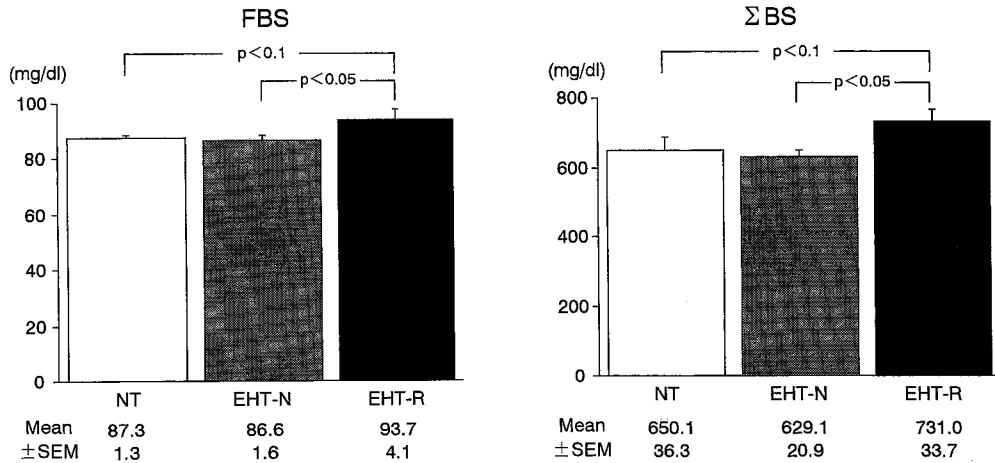 FBS
p<0.1
(mg/dl)
p<0.05
100
80
60
40
20
0
NT EHT-N EHT-R
Mean 87.3 86.6 93.7
±SEM 1.3 1.6 4.1
ΣBS
p<0.1
(mg/dl)
p<0.05
800
600
400
200
0
NT EHT-N EHT-R
Mean 650.1 629.1 731.0
±SEM 36.3 20.9 33.7